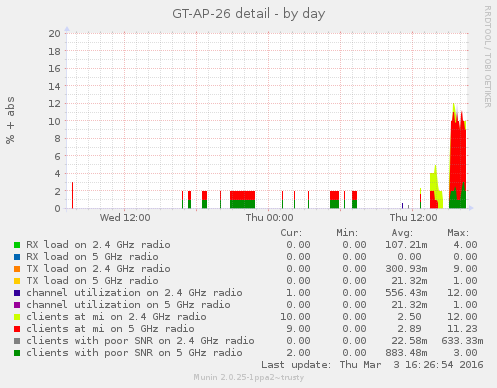 GT-AP-26 detail - by day
RRDTOOL / TOBI OETIKER
% + abs
20
18
16
14
12
10
8
6
4
2
0
Wed 12:00 Thu 00:00 Thu 12:00
Cur: Min: Avg: Max:
RX load on 2.4 GHz radio 0.00 0.00 107.21m 4.00
RX load on 5 GHz radio 0.00 0.00 0.00 0.00
TX load on 2.4 GHz radio 0.00 0.00 300.93m 9.00
TX load on 5 GHz radio 0.00 0.00 21.32m 1.00
channel utilization on 2.4 GHz radio 1.00 0.00 556.43m 12.00
channel utilization on 5 GHz radio 0.00 0.00 21.32m 1.00
clients at mi on 2.4 GHz radio 10.00 0.00 2.50 12.00
clients at mi on 5 GHz radio 9.00 0.00 2.89 11.23
clients with poor SNR on 2.4 GHz radio 0.00 0.00 22.58m 633.33m
clients with poor SNR on 5 GHz radio 2.00 0.00 883.48m 3.00
Last update: Thu Mar 3 16:26:54 2016
Munin 2.0.25-1ppa2~trusty